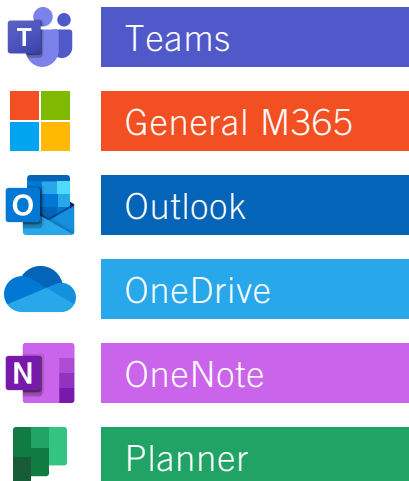 T
Teams
General M365
O
Outlook
OneDrive
N
OneNote
Planner